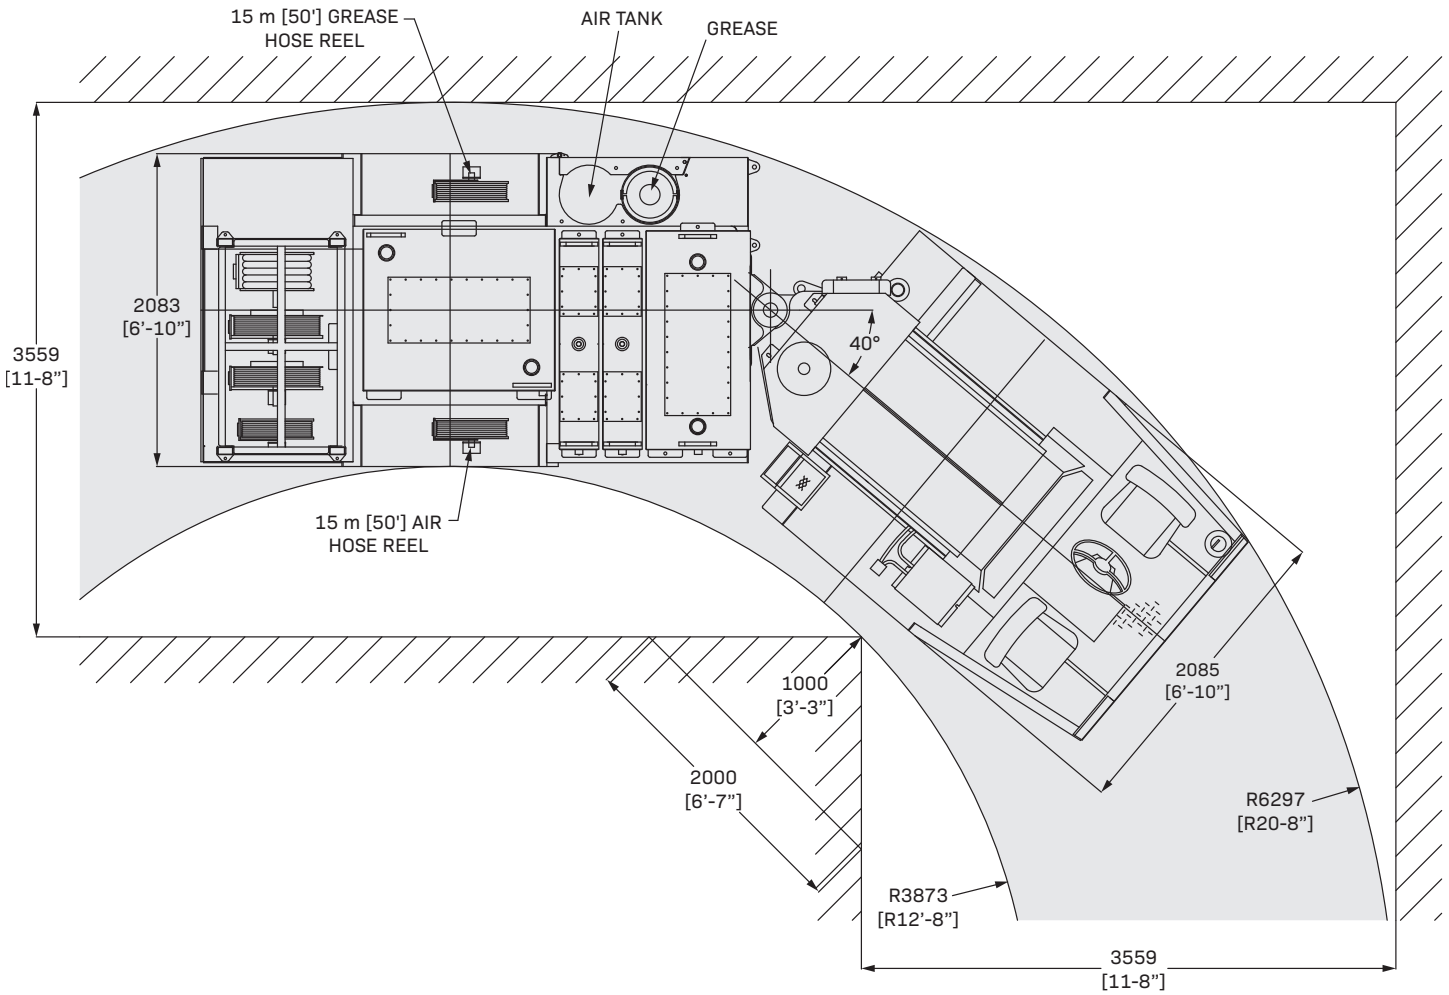 15 m [50'] GREASE
HOSE REEL
AIR TANK
GREASE
2083
[6’-10”]
3559
[11-8”]
40°
15 m [50'] AIR
HOSE REEL
1000
[3’-3”]
2085
[6’-10”]
2000
[6’-7”]
R6297
[R20-8”]
R3873
[R12’-8”]
3559
[11-8”]